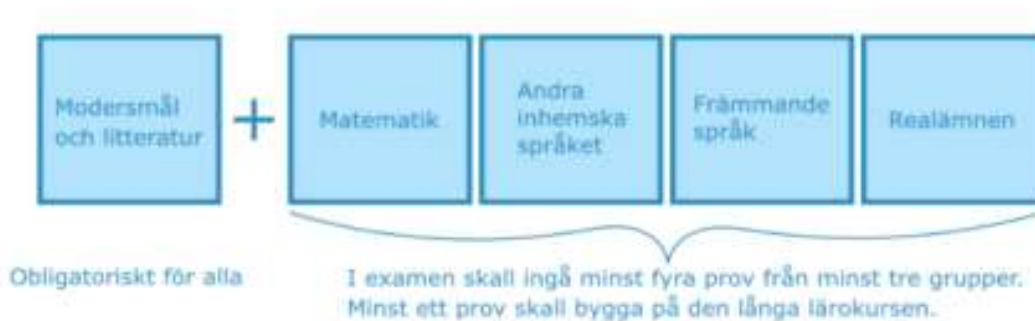 Modersmål
och litteratur
+
Matematik
Andra
inhemska
språket
Främmande
språk
Realämnen
Obligatoriskt för alla
I examen skall ingå minst fyra prov från minst tre grupper.
Minst ett prov skall bygga på den långa lärokursen.